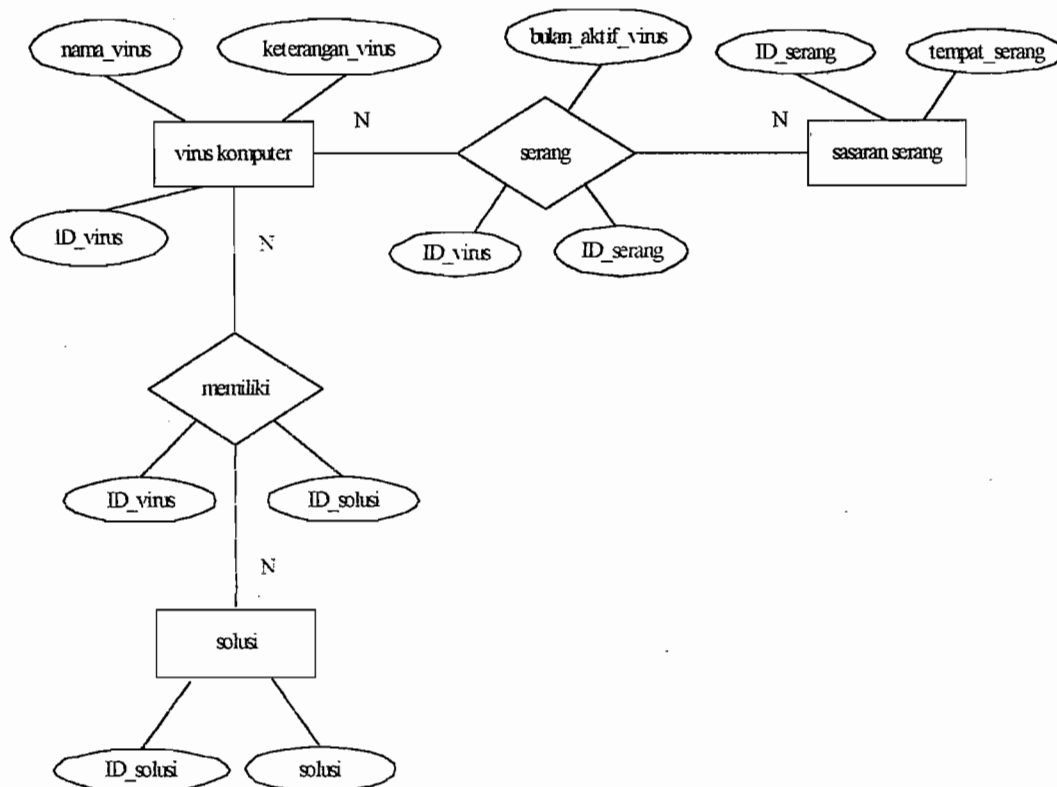 nama_virus
keterangan_virus
bulan_aktif_virus
ID_serang
tempat_serang
N
N
virus komputer
serang
sasaran serang
ID_virus
N
ID_virus
ID_serang
memiliki
ID_virus
ID_solusi
N
solusi
ID_solusi
solusi